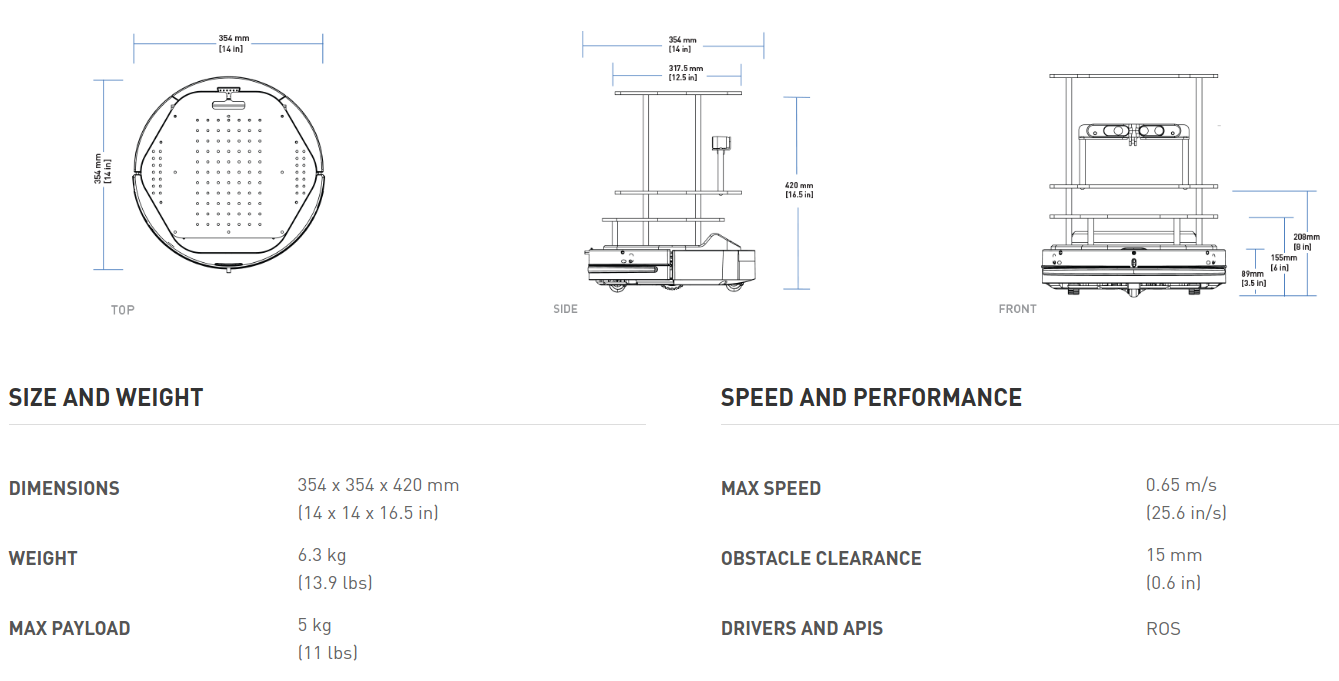 354 mm
[14 in]
354 mm
[14 in]
TOP
354 mm
[14 in]
317.5 mm
[12.5 in]
420 mm
[16.5 in]
SIDE
208mm
[8 in]
155mm
[6 in]
89mm
[3.5 in]
FRONT
SIZE AND WEIGHT
DIMENSIONS
354 x 354 x 420 mm
(14 x 14 x 16.5 in)
WEIGHT
6.3 kg
(13.9 lbs)
MAX PAYLOAD
5 kg
(11 lbs)
SPEED AND PERFORMANCE
MAX SPEED
0.65 m/s
(25.6 in/s)
OBSTACLE CLEARANCE
15 mm
(0.6 in)
DRIVERS AND APIS
ROS